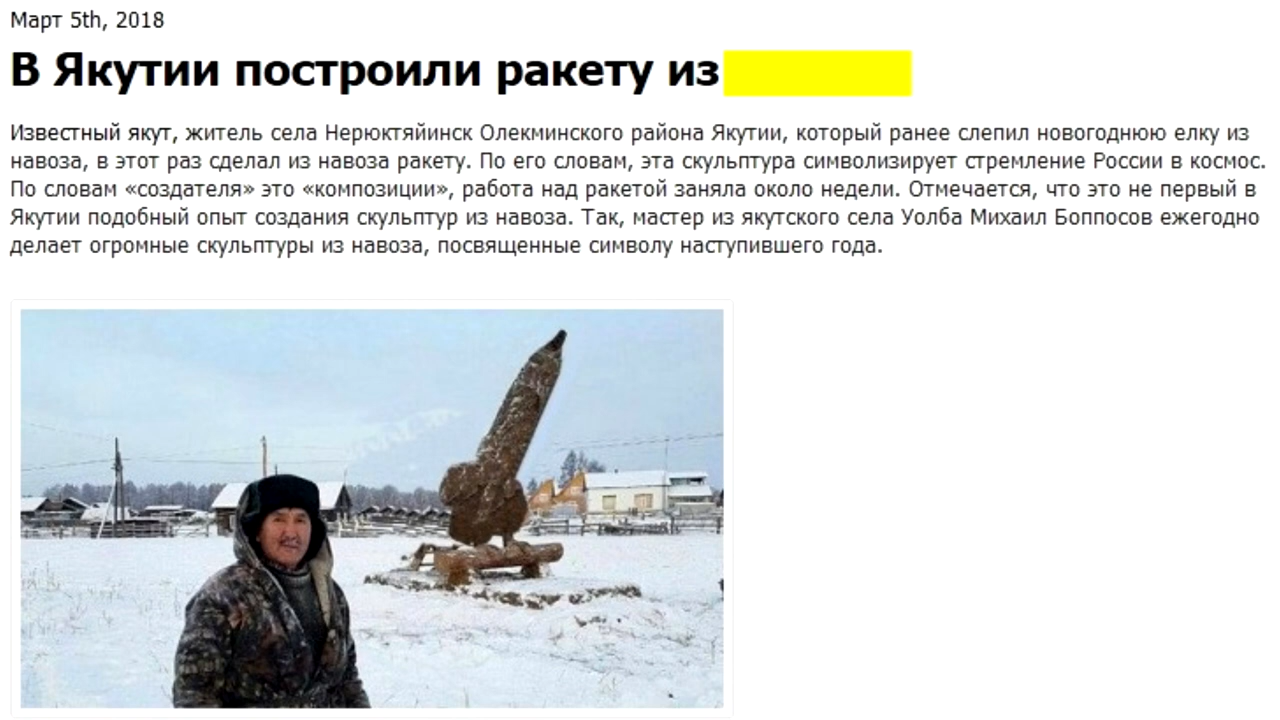 Март 5th, 2018
В Якутии построили ракету из
Известный якут, житель села Нерюктяйинск Олекминского района Якутии, который ранее слепил новогоднюю елку из
навоза, в этот раз сделал из навоза ракету. По его словам, эта скульптура символизирует стремление России в космос.
По словам «создателя» это «композиции», работа над ракетой заняла около недели. Отмечается, что это не первый в
Якутии подобный опыт создания скульптур из навоза. Так, мастер из якутского села Уолба Михаил Боппосов ежегодно
делает огромные скульптуры из навоза, посвященные символу наступившего года.